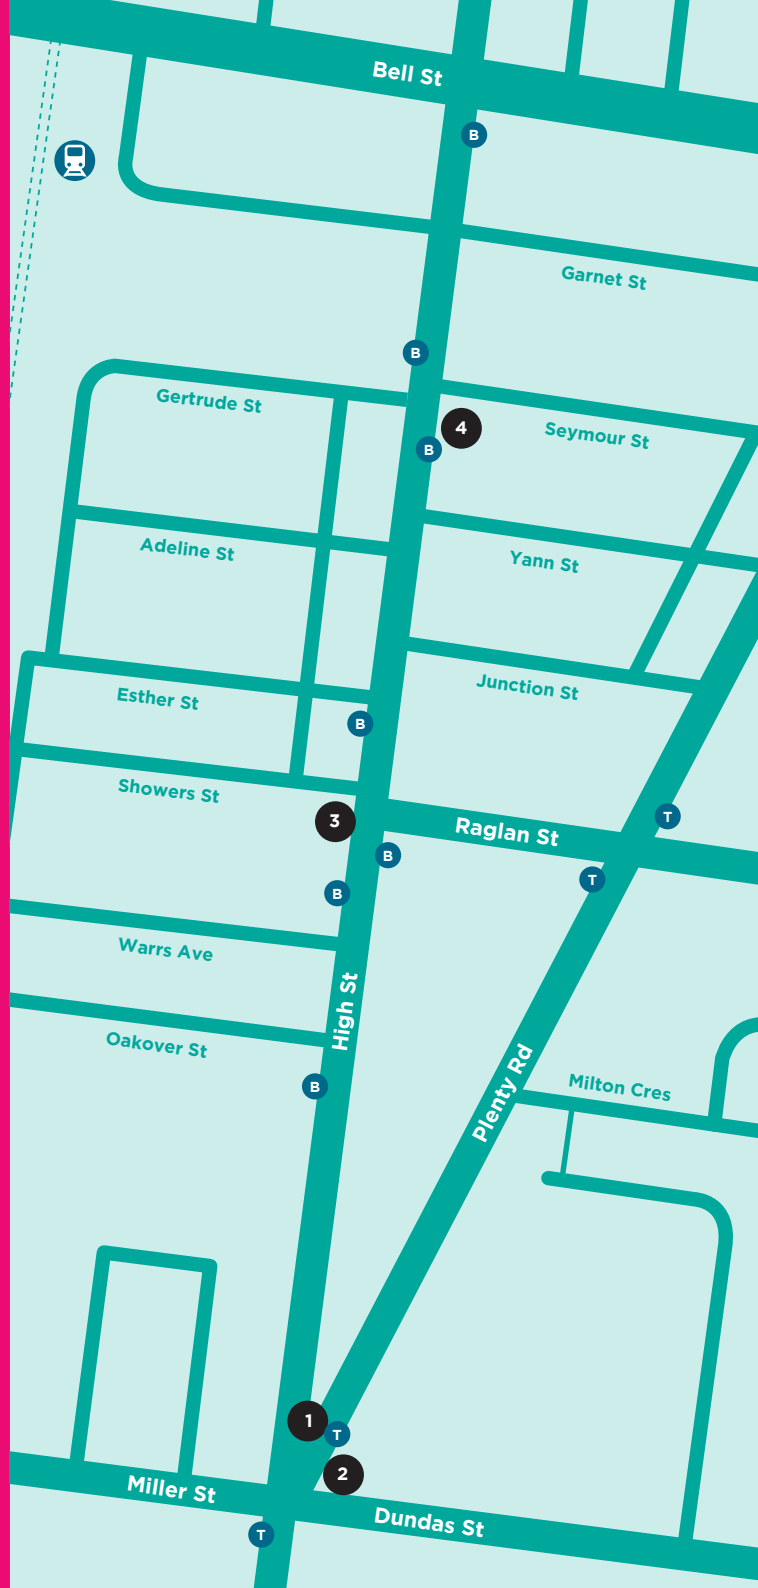 Bell St
B
Garnet St
B
Gertrude St
4
Seymour St
B
Adeline St
Yann St
Esther St
Junction St
B
Showers St
3
Raglan St
T
B
T
B
Warrs Ave
High St
Oakover St
Plenty Rd
Milton Cres
B
1
T
2
Miller St
Dundas St
T